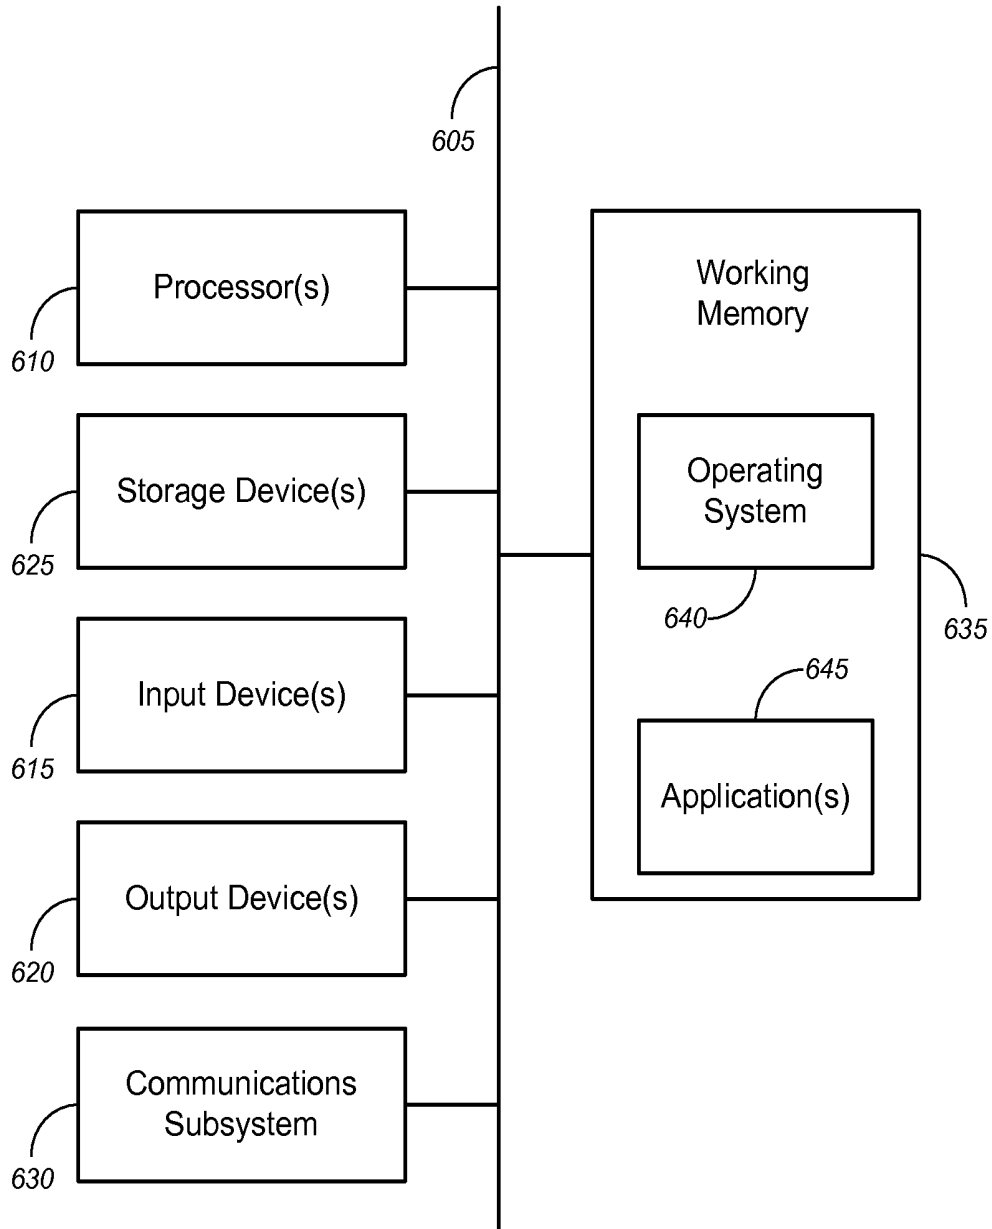 605
Processor(s)
610
Storage Device(s)
625
Input Device(s)
615
Output Device(s)
620
Communications
Subsystem
630
Working
Memory
Operating
System
640
635
645
Application(s)